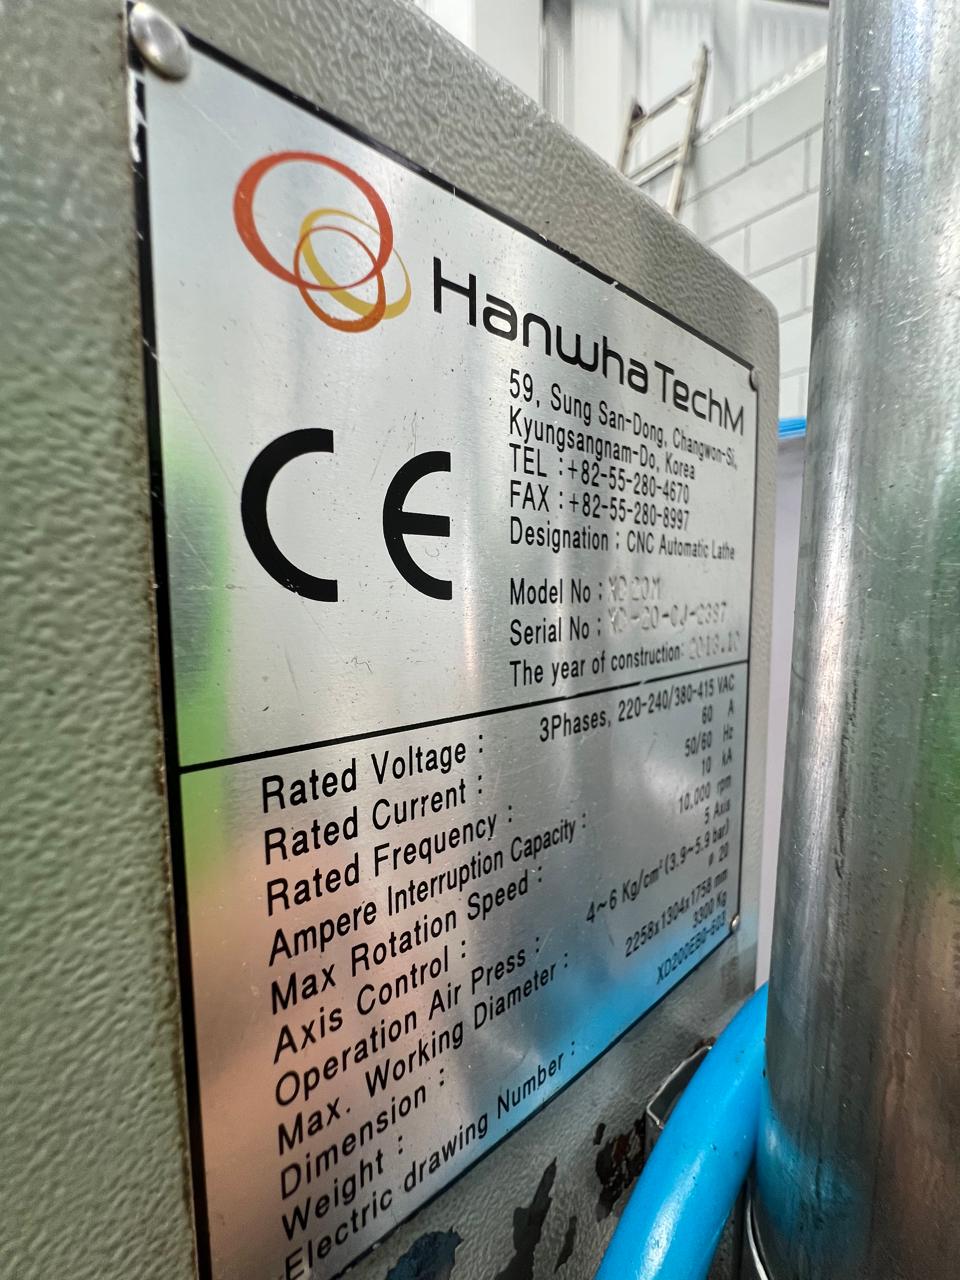 Hanwha TechM
59, Sung San-Dong, Changwon-Si,
Kyungsangnam-Do, Korea
TEL : +82-55-280-4670
FAX : +82-55-280-8997
Designation : CNC Automatic Lathe
CE
Model No : XD20M
Serial No :
The year of construction:
Rated Voltage : 3Phases, 220-240/380-415 VAC
Rated Current : 60 A
Rated Frequency : 50/60 Hz
Ampere Interruption Capacity : 10 kA
Max Rotation Speed : 10,000 rpm
Axis Control : 5 Axis
Operation Air Press : 4~6 Kg/cm² (3.9~5.9 bar)
Max. Working Diameter : ø 20
Dimension : 2258x1304x1758 mm
Weight : 3300 Kg
Electric drawing Number : XD200EB0-603